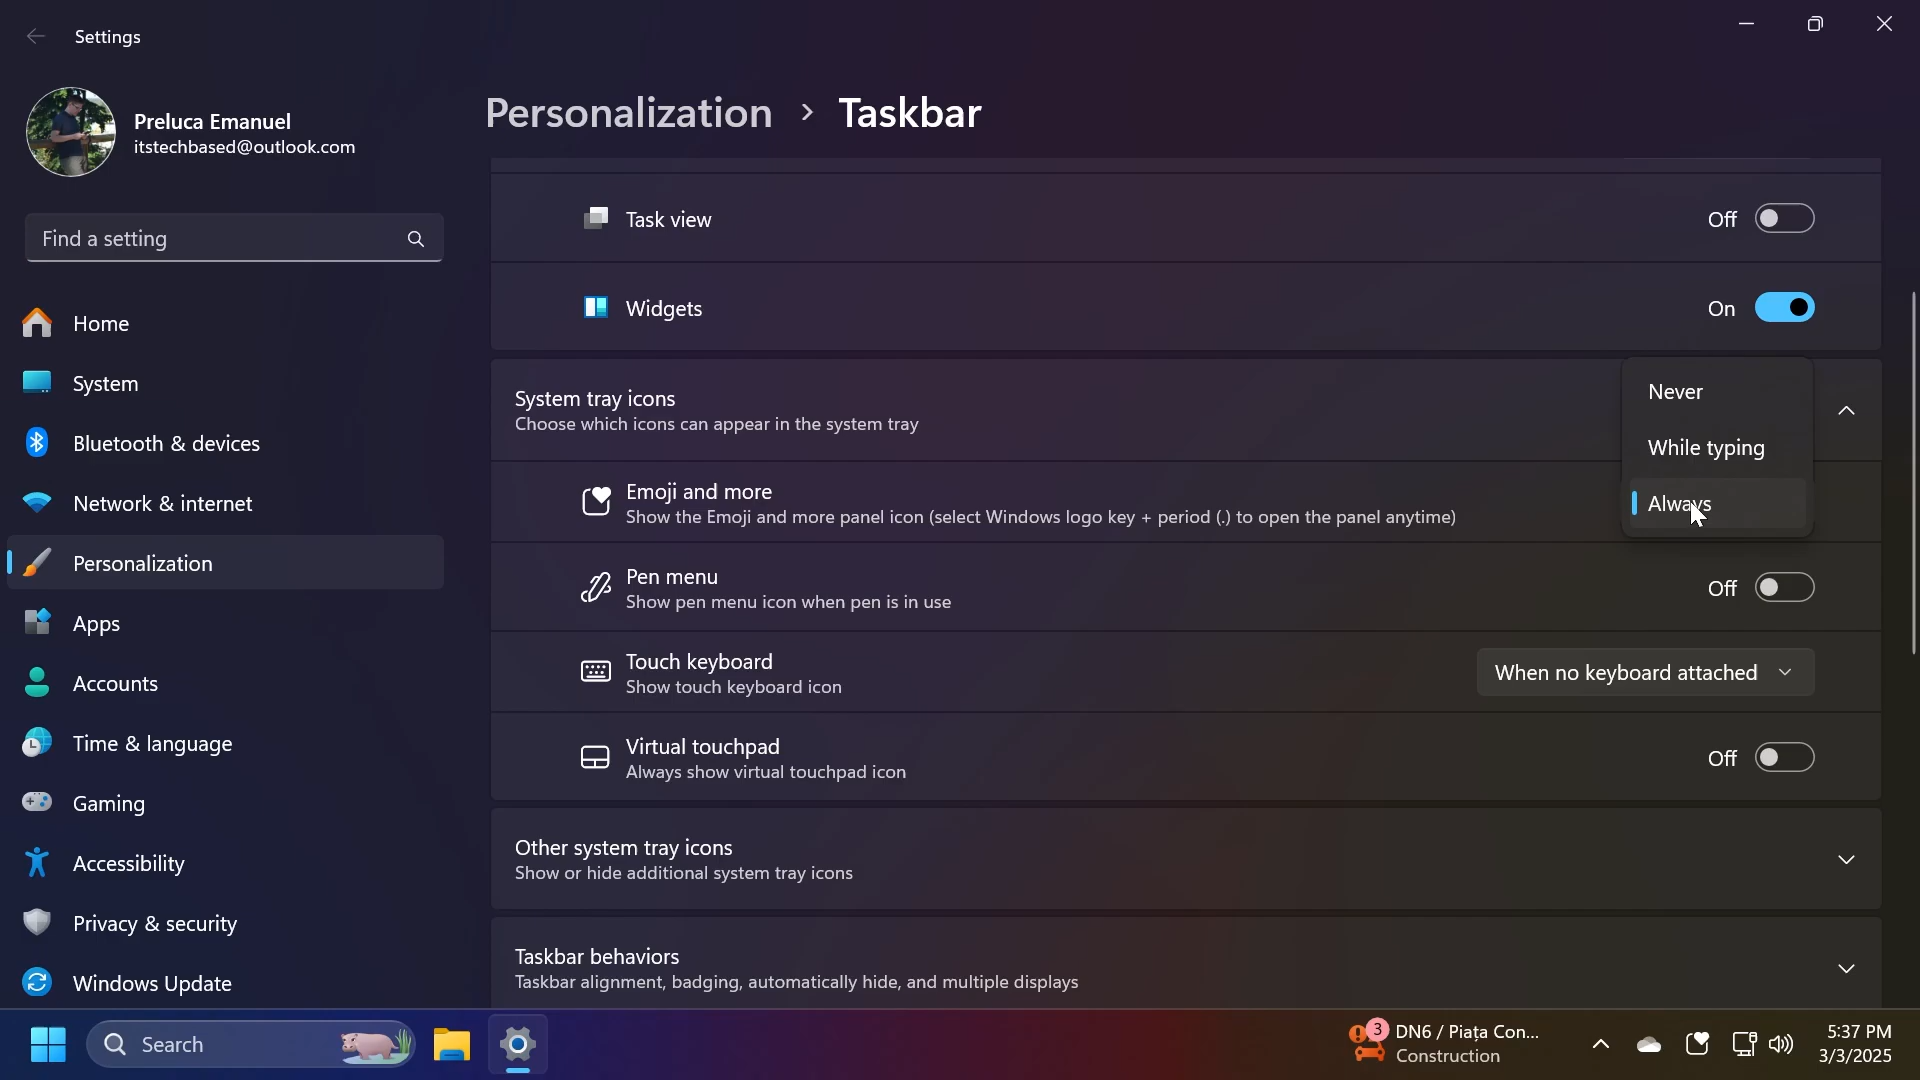 Settings
Preluca Emanuel
itstechbased@outlook.com
Find a setting
Home
System
Bluetooth & devices
Network & internet
Personalization
Apps
Accounts
Time & language
Gaming
Accessibility
Privacy & security
Windows Update
Personalization > Taskbar
Task view
Off
Widgets
On
System tray icons
Choose which icons can appear in the system tray
Never
While typing
Always
Emoji and more
Show the Emoji and more panel icon (select Windows logo key + period (.) to open the panel anytime)
Pen menu
Show pen menu icon when pen is in use
Off
Touch keyboard
Show touch keyboard icon
When no keyboard attached
Virtual touchpad
Always show virtual touchpad icon
Off
Other system tray icons
Show or hide additional system tray icons
Taskbar behaviors
Taskbar alignment, badging, automatically hide, and multiple displays
Search
3
DN6 / Piața Con...
Construction
5:37 PM
3/3/2025